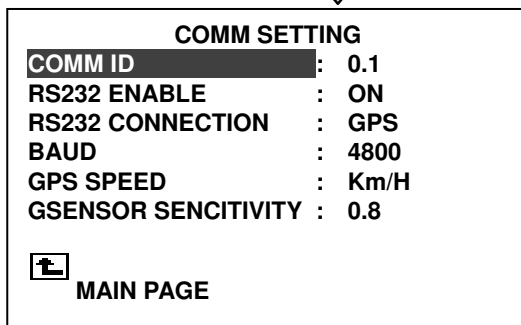 COMM SETTING
COMM ID : 0.1
RS232 ENABLE : ON
RS232 CONNECTION : GPS
BAUD : 4800
GPS SPEED : Km/H
GSENSOR SENCITIVITY : 0.8
MAIN PAGE